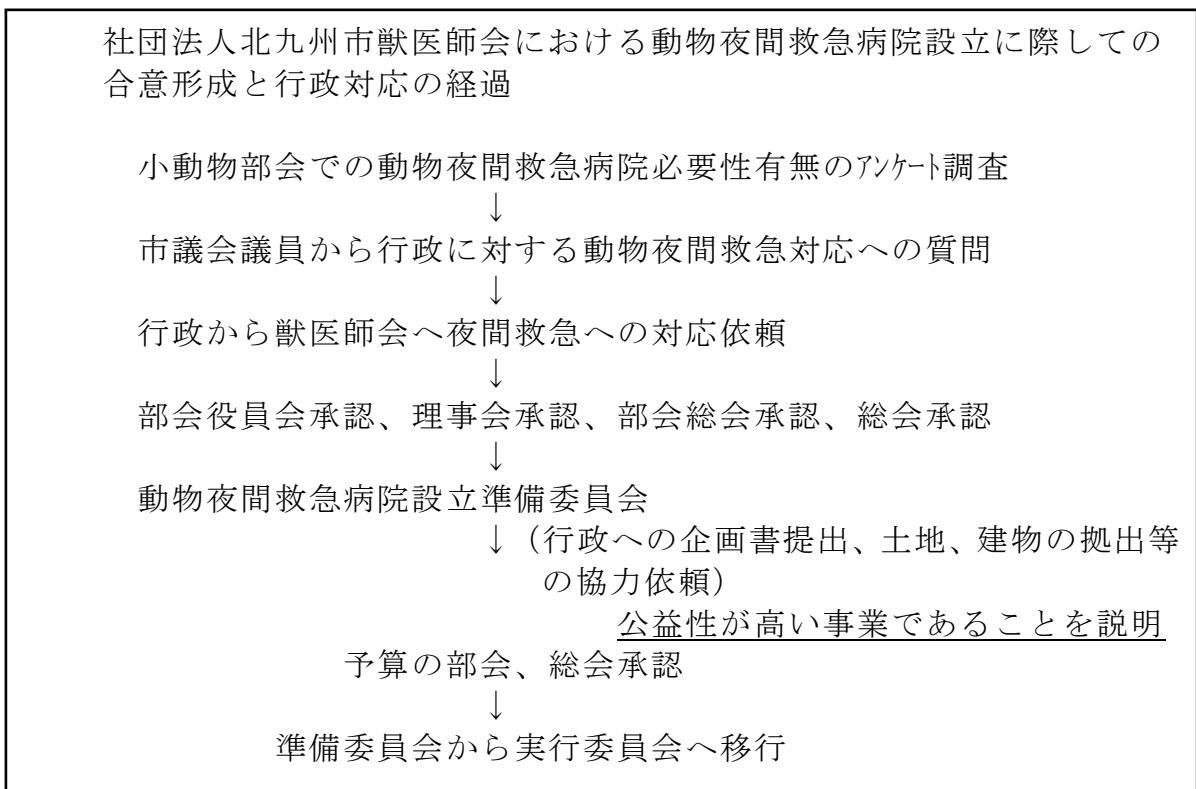 社団法人北九州市獣医師会における動物夜間救急病院設立に際しての
合意形成と行政対応の経過
小動物部会での動物夜間救急病院必要性有無のｱﾝｹｰﾄ調査
↓
市議会議員から行政に対する動物夜間救急対応への質問
↓
行政から獣医師会へ夜間救急への対応依頼
↓
部会役員会承認、理事会承認、部会総会承認、総会承認
↓
動物夜間救急病院設立準備委員会
↓（行政への企画書提出、土地、建物の拠出等
の協力依頼）
公益性が高い事業であることを説明
予算の部会、総会承認
↓
準備委員会から実行委員会へ移行